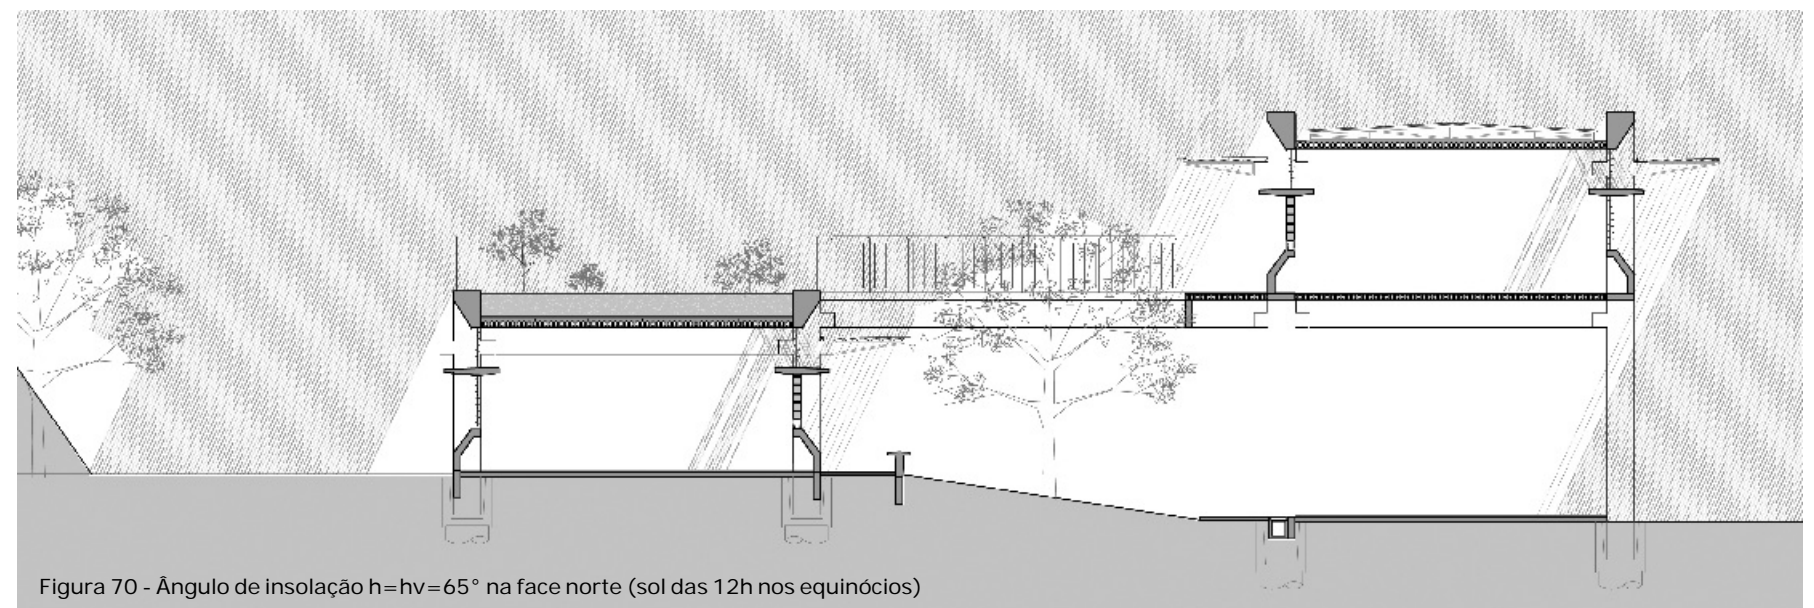 Figura 70 - Ângulo de insolação h=hv=65° na face norte (sol das 12h nos equinócios)